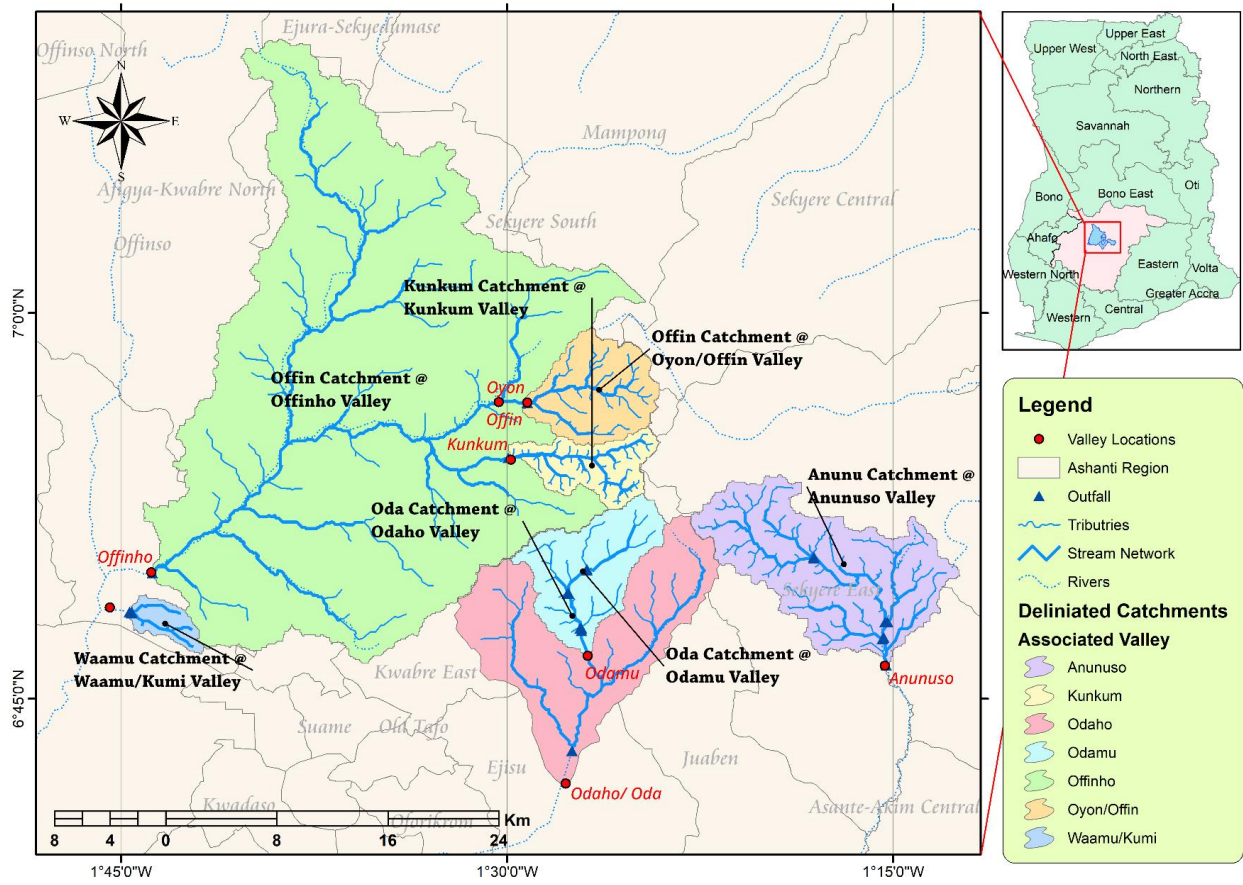 Ejura-Sekyedumase
Offinso North
N
W
E
S
Mampong
Afigya-Kwabre North
Sekyere Central
Sekyere South
Offinso
Kunkum Catchment @
Kunkum Valley
7°0'0"N
Offin Catchment @
Oyon/Offin Valley
Offin Catchment @
Offinho Valley
Oyon
Offin
Kunkum
Anunu Catchment @
Anunuso Valley
Oda Catchment @
Odaho Valley
Offinho
Sekyere East
Waamu Catchment @
Waamu/Kumi Valley
Kwabre East
Odamu
Oda Catchment @
Odamu Valley
Anunuso
6°45'0"N
Suame
Old Tafo
Ejisu
Juaben
Odaho/ Oda
Kwadaso
Oforikrom
Asante-Akim Central
Km
8 4 0 8 16 24
1°45'0"W
1°30'0"W
1°15'0"W
Upper East
Upper West
North East
Northern
Savannah
Oti
Bono East
Bono
Ahafo
Eastern
Volta
Western North
Greater Accra
Central
Western
Legend
Valley Locations
Ashanti Region
Outfall
Tributries
Stream Network
Rivers
Deliniated Catchments
Associated Valley
Anunuso
Kunkum
Odaho
Odamu
Offinho
Oyon/Offin
Waamu/Kumi